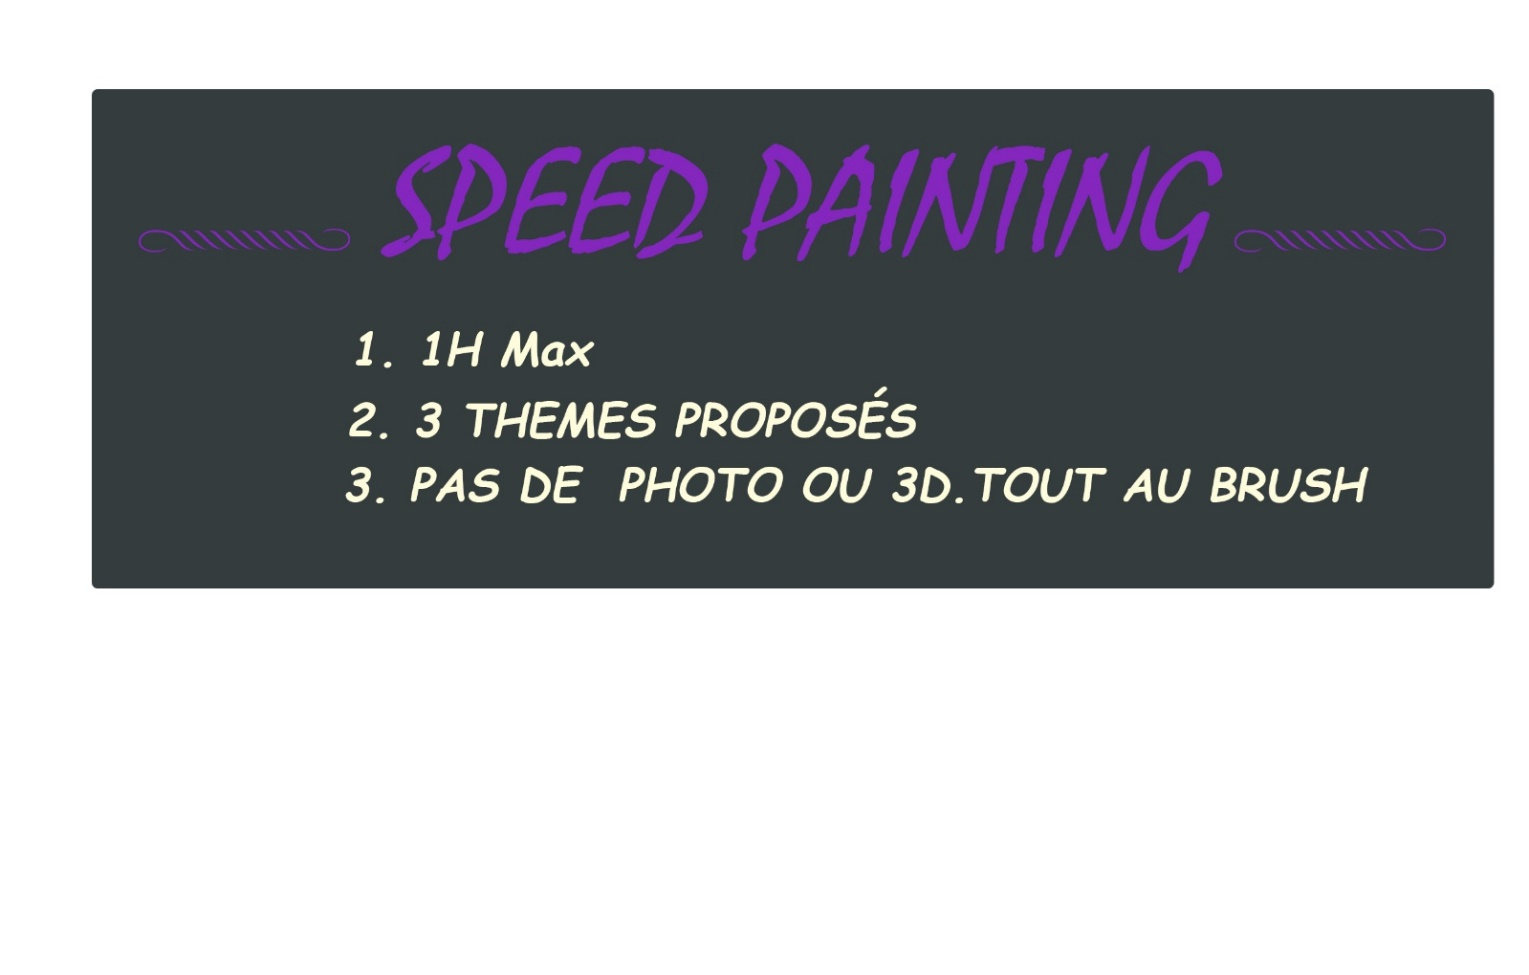 SPEED PAINTING
1. 1H Max
2. 3 THEMES PROPOSÉS
3. PAS DE PHOTO OU 3D.TOUT AU BRUSH